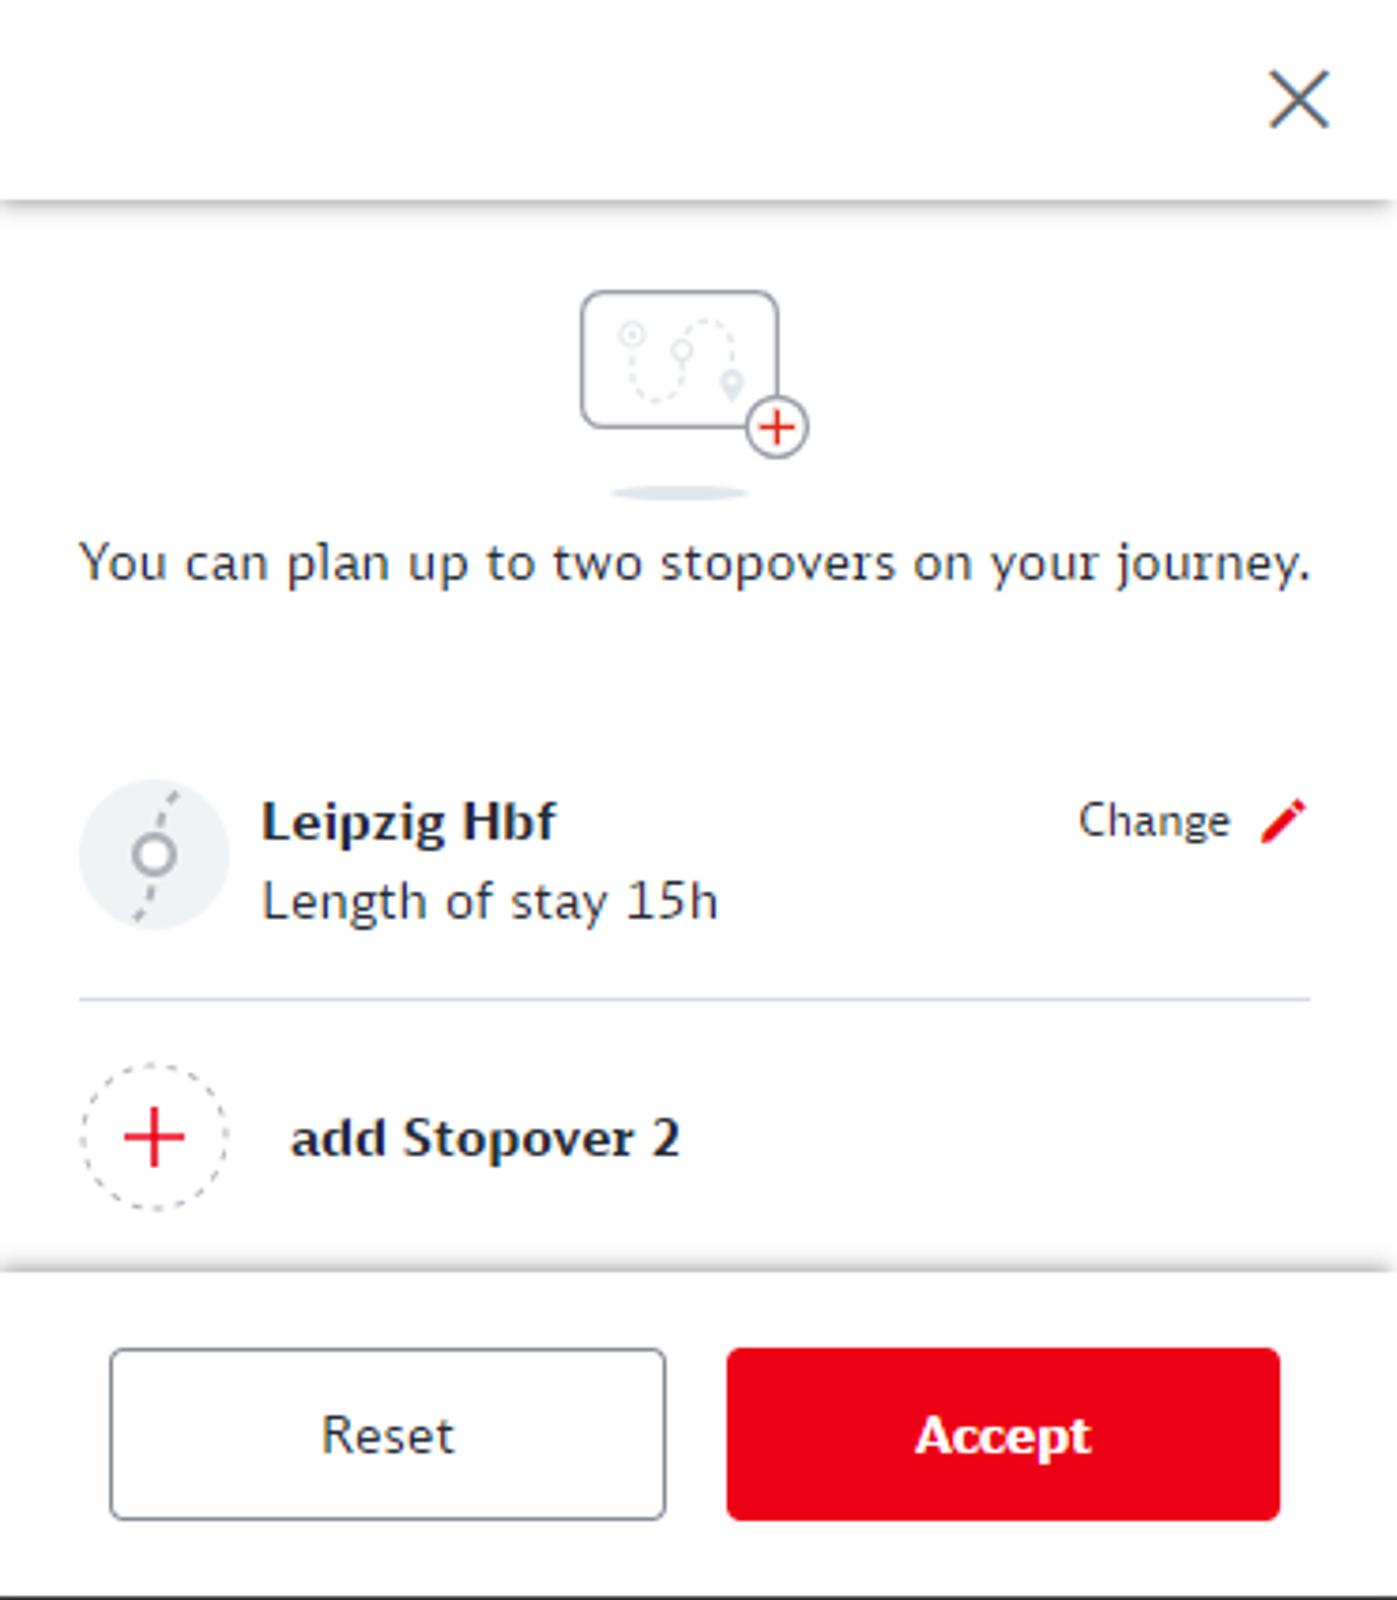 You can plan up to two stopovers on your journey.
Leipzig Hbf
Change
Length of stay 15h
add Stopover 2
Reset
Accept